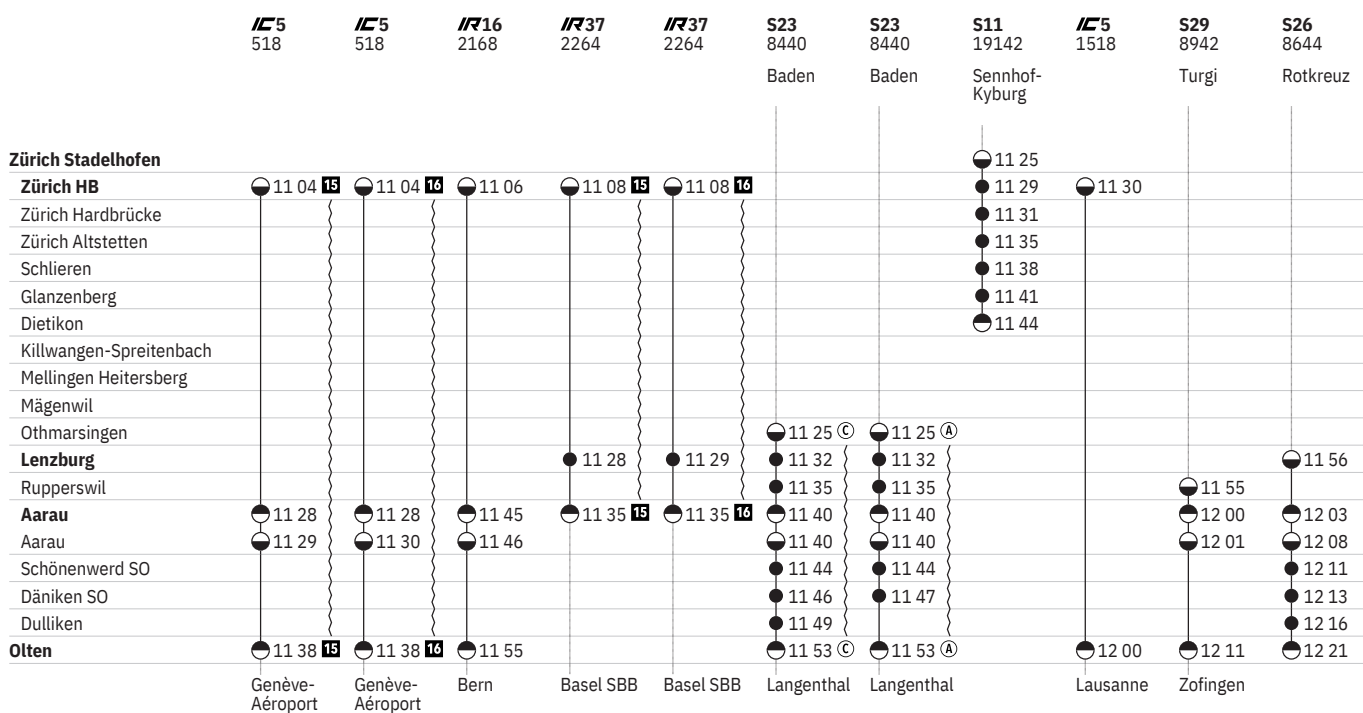 IC5 IC5 IR16 IR37 IR37 S23 S23 S11 IC5 S29 S26
518 518 2168 2264 2264 8440 8440 19142 1518 8942 8644
Baden Baden Sennhof- Turgi Rotkreuz
Kyburg
Zürich Stadelhofen 11 25
Zürich HB 11 04 15 11 04 16 11 06 11 08 15 11 08 16 11 29 11 30
Zürich Hardbrücke 11 31
Zürich Altstetten 11 35
Schlieren 11 38
Glanzenberg 11 41
Dietikon 11 44
Killwangen-Spreitenbach
Mellingen Heitersberg
Mägenwil
Othmarsingen 11 25 Ⓒ 11 25 Ⓐ
Lenzburg 11 28 11 29 11 32 11 32 11 56
Rupperswil 11 35 11 35 11 55
Aarau 11 28 11 28 11 45 11 35 15 11 35 16 11 40 11 40 12 00 12 03
Aarau 11 29 11 30 11 46 11 40 11 40 12 01 12 08
Schönenwerd SO 11 44 11 44 12 11
Däniken SO 11 46 11 47 12 13
Dulliken 11 49 12 16
Olten 11 38 15 11 38 16 11 55 11 53 Ⓒ 11 53 Ⓐ 12 00 12 11 12 21
Genève- Genève- Bern Basel SBB Basel SBB Langenthal Langenthal Lausanne Zofingen
Aéroport Aéroport